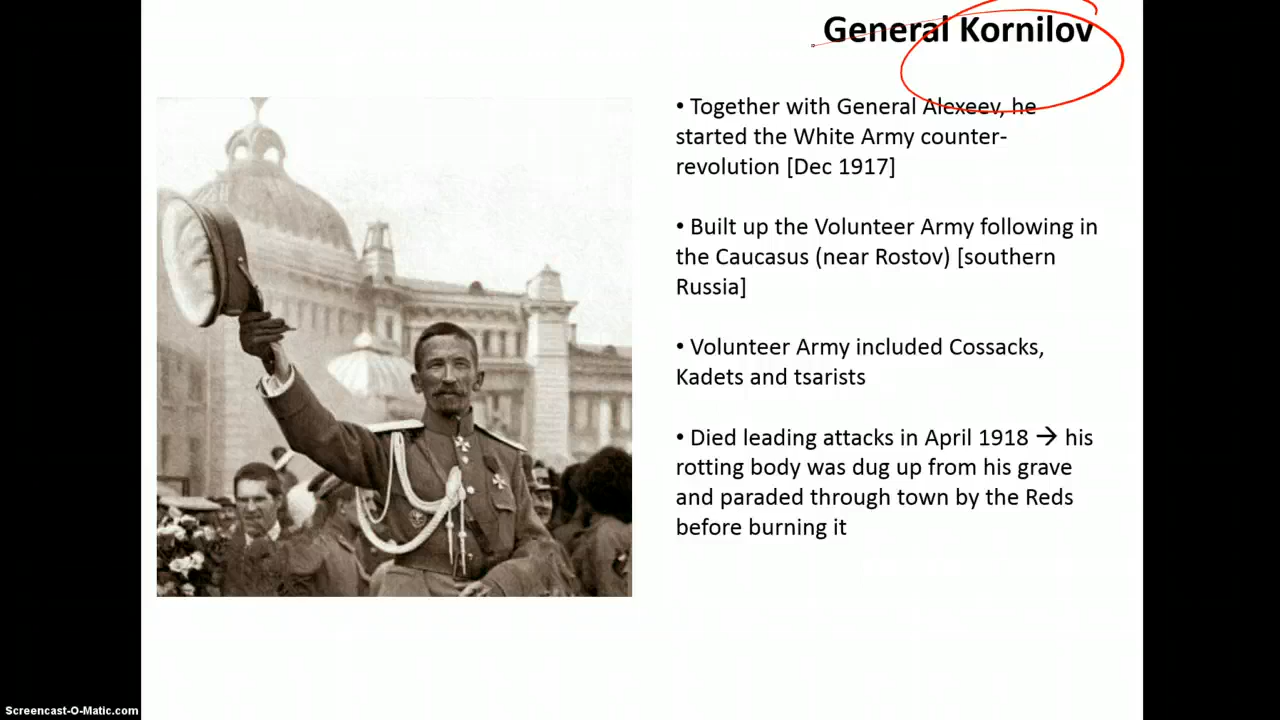 General Kornilov
• Together with General Alexeev, he
started the White Army counter-
revolution [Dec 1917]
• Built up the Volunteer Army following in
the Caucasus (near Rostov) [southern
Russia]
• Volunteer Army included Cossacks,
Kadets and tsarists
• Died leading attacks in April 1918 → his
rotting body was dug up from his grave
and paraded through town by the Reds
before burning it
Screencast-O-Matic.com